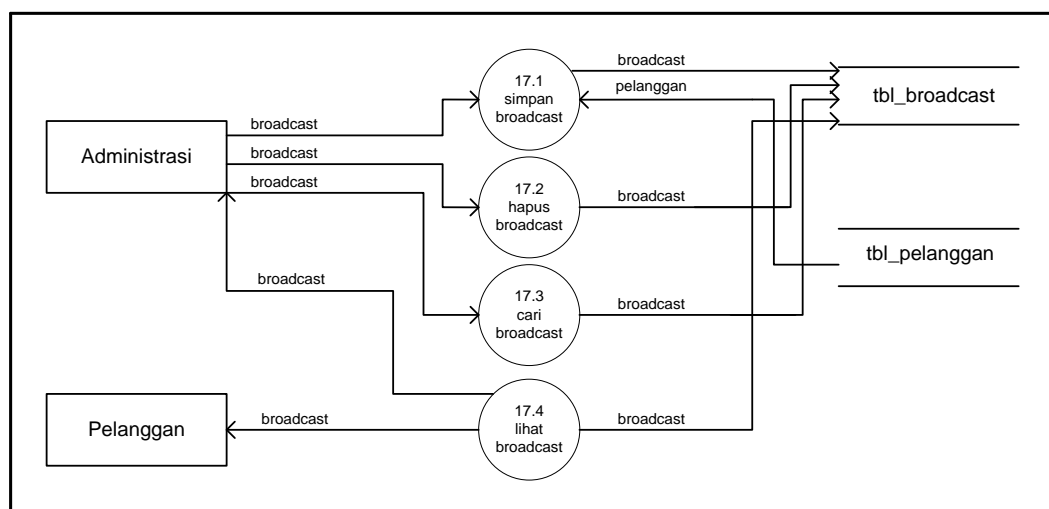 broadcast
17.1
simpan
broadcast
pelanggan
tbl_broadcast
broadcast
Administrasi
broadcast
broadcast
17.2
hapus
broadcast
broadcast
tbl_pelanggan
broadcast
17.3
cari
broadcast
broadcast
17.4
lihat
broadcast
Pelanggan
broadcast
broadcast